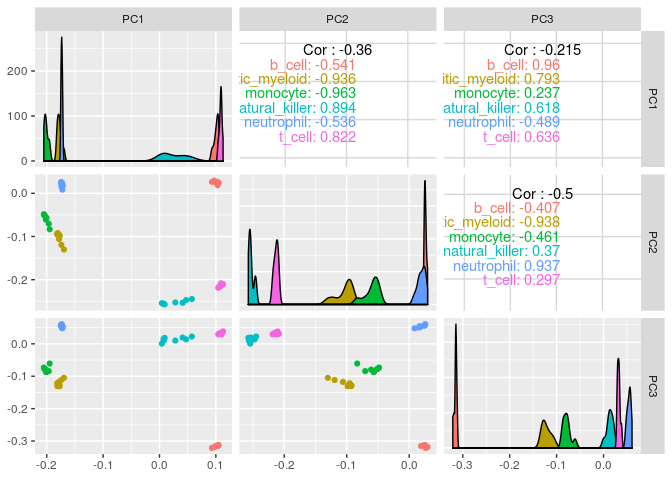 PC1 PC2 PC3
Cor : -0.36
b_cell: -0.541
itic_myeloid: -0.936
monocyte: -0.963
natural_killer: 0.894
neutrophil: -0.536
t_cell: 0.822
Cor : -0.215
b_cell: 0.96
itic_myeloid: 0.793
monocyte: 0.237
natural_killer: 0.618
neutrophil: -0.489
t_cell: 0.636
PC1
200
100
0
Cor : -0.5
b_cell: -0.407
itic_myeloid: -0.938
monocyte: -0.461
natural_killer: 0.37
neutrophil: 0.937
t_cell: 0.297
PC2
0.0
-0.1
-0.2
PC3
0.0
-0.1
-0.2
-0.3
-0.2 -0.1 0.0 0.1 -0.2 -0.1 0.0 -0.3 -0.2 -0.1 0.0